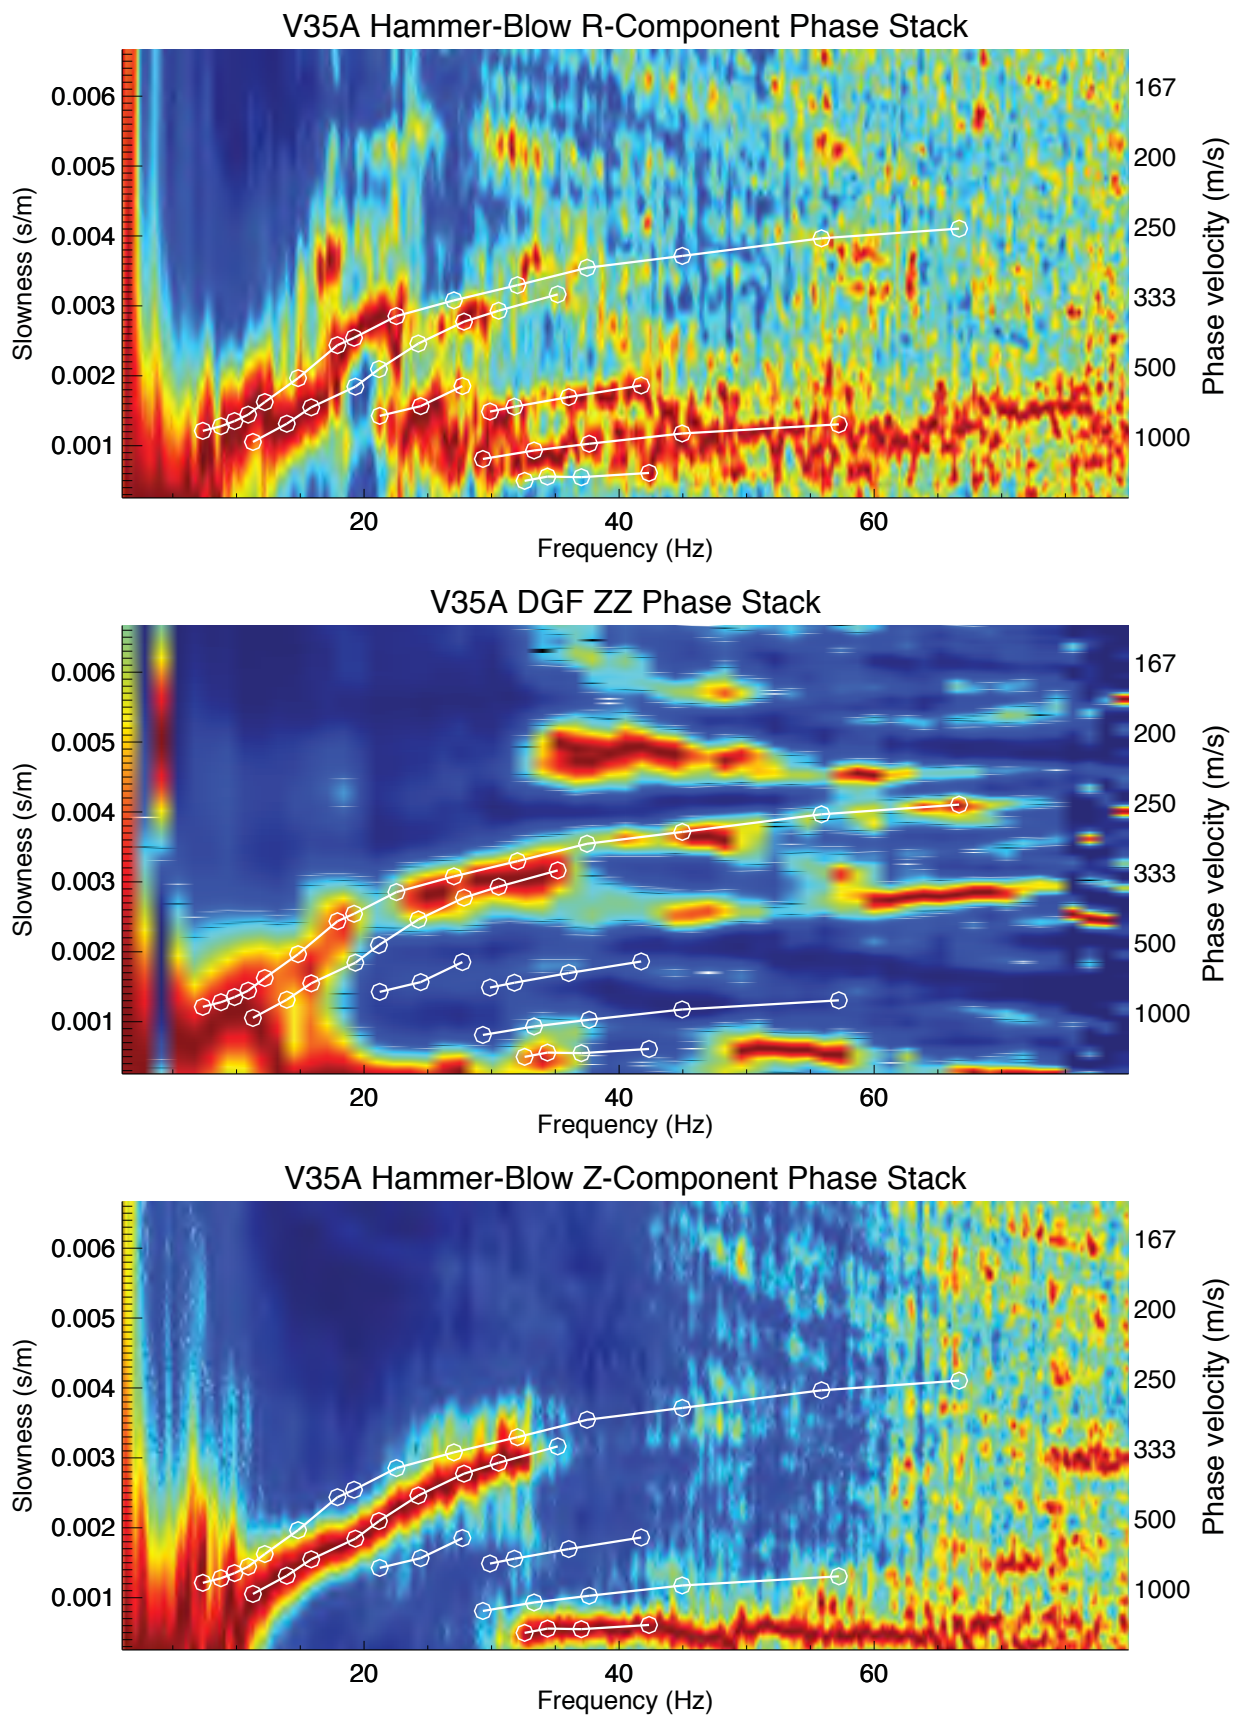 V35A Hammer-Blow R-Component Phase Stack
0.006
0.005
0.004
0.003
0.002
0.001
Slowness (s/m)
167
200
250
333
500
1000
Phase velocity (m/s)
20 40 60
Frequency (Hz)
V35A DGF ZZ Phase Stack
0.006
0.005
0.004
0.003
0.002
0.001
Slowness (s/m)
167
200
250
333
500
1000
Phase velocity (m/s)
20 40 60
Frequency (Hz)
V35A Hammer-Blow Z-Component Phase Stack
0.006
0.005
0.004
0.003
0.002
0.001
Slowness (s/m)
167
200
250
333
500
1000
Phase velocity (m/s)
20 40 60
Frequency (Hz)